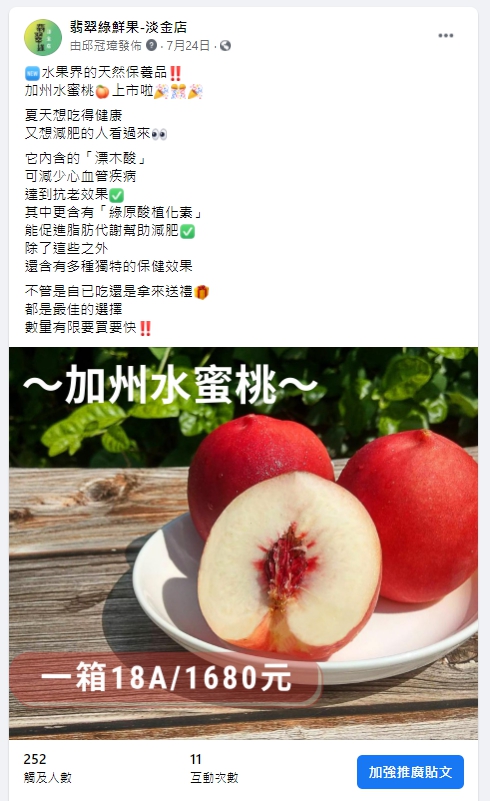 翡翠綠鮮果-淡金店
由邱冠瑋發佈 · 7月24日 ·
🆕水果界的天然保養品‼️
加州水蜜桃🍑上市啦🎉🎊🎉
夏天想吃得健康
又想減肥的人看過來👀
它內含的「漂木酸」
可減少心血管疾病
達到抗老效果✅
其中更含有「綠原酸植化素」
能促進脂肪代謝幫助減肥✅
除了這些之外
還含有多種獨特的保健效果
不管是自己吃還是拿來送禮🎁
都是最佳的選擇
數量有限要買要快‼️
～加州水蜜桃～
一箱18A/1680元
252
觸及人數
11
互動次數
加強推廣貼文